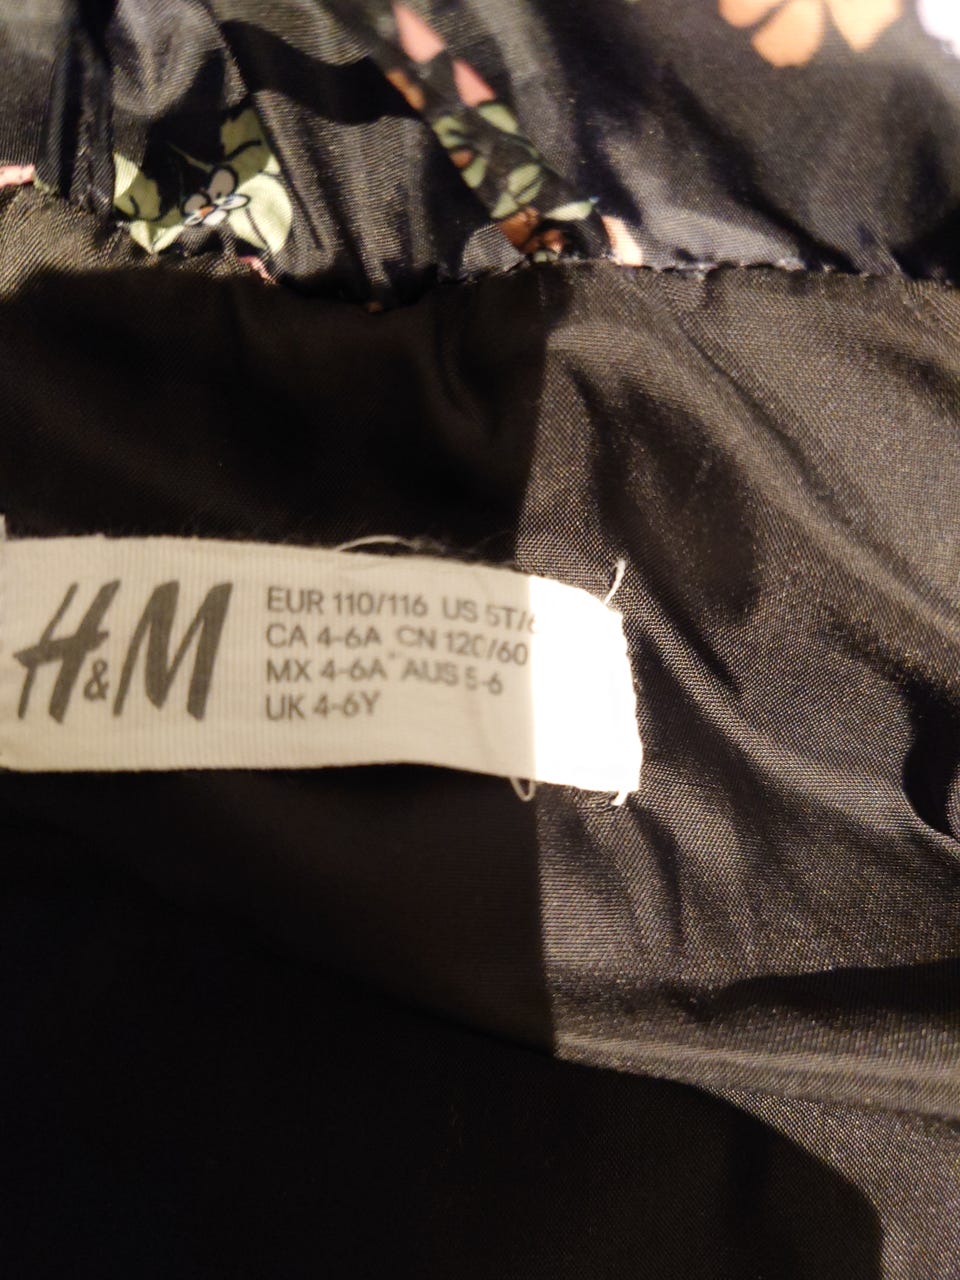 H&M
EUR 110/116 US 5T/6
CA 4-6A CN 120/60
MX 4-6A AUS 5-6
UK 4-6Y